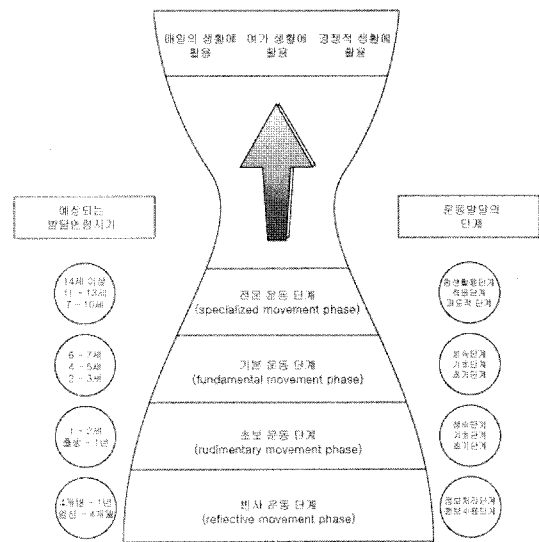 매일의 생활에 여가 생활에 경쟁적 생활에
활용 활용 활용
예상되는
발달연령시기
운동발달의
단계
14세 이상
11 - 13세
7 - 10세
전문 운동 단계
(specialized movement phase)
평생활용단계
적용단계
과도적 단계
6 - 7세
4 - 5세
2 - 3세
기본 운동 단계
(fundamental movement phase)
성숙단계
기초단계
초기단계
1 - 2세
출생 - 1년
초보 운동 단계
(rudimentary movement phase)
기초단계
초기단계
4개월 - 1년
4개월
반사 운동 단계
(reflective movement phase)
정보처리단계
정보수용단계